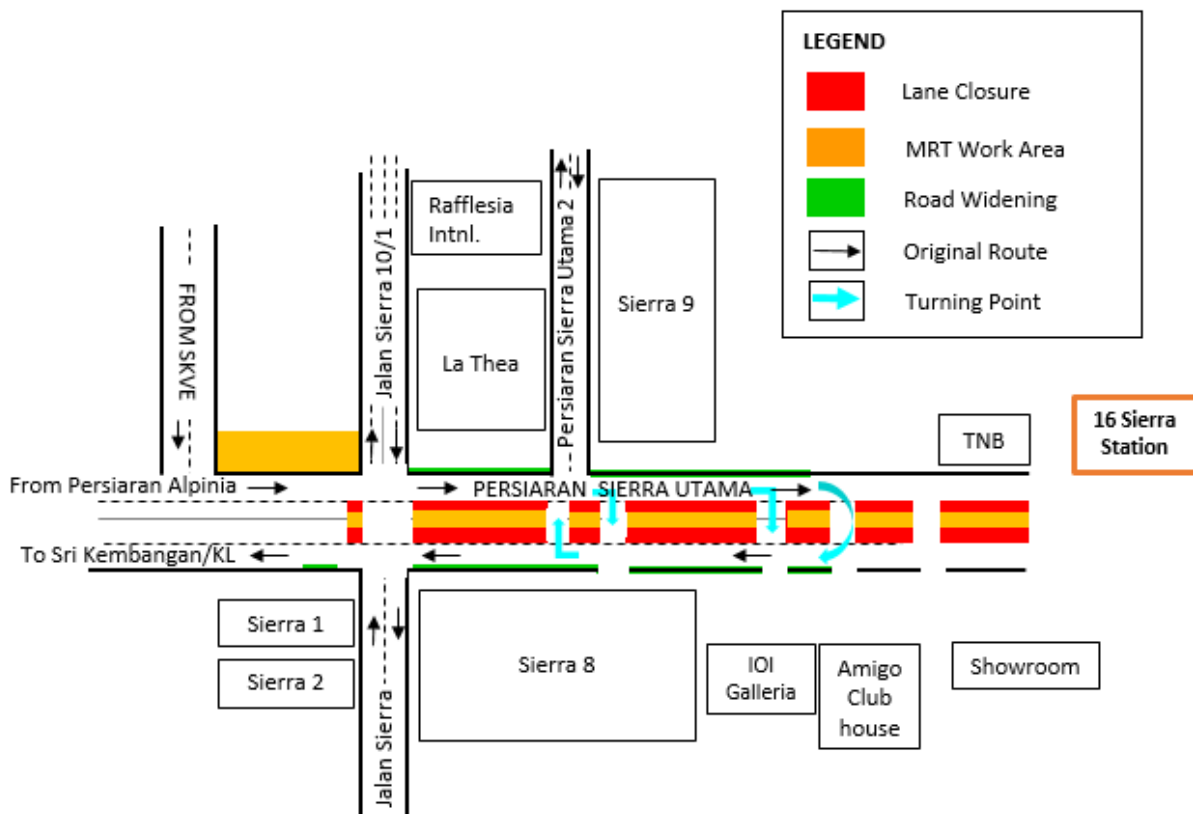 LEGEND
Lane Closure
MRT Work Area
Road Widening
Original Route
Turning Point
Rafflesia
Intnl.
Persiaran Sierra Utama 2
Sierra 9
Jalan Sierra 10/1
FROM SKVE
La Thea
16 Sierra
Station
TNB
From Persiaran Alpinia
PERSIARAN SIERRA UTAMA
To Sri Kembangan/KL
Sierra 1
Sierra 2
Jalan Sierra
Sierra 8
IOI
Galleria
Amigo
Club
house
Showroom